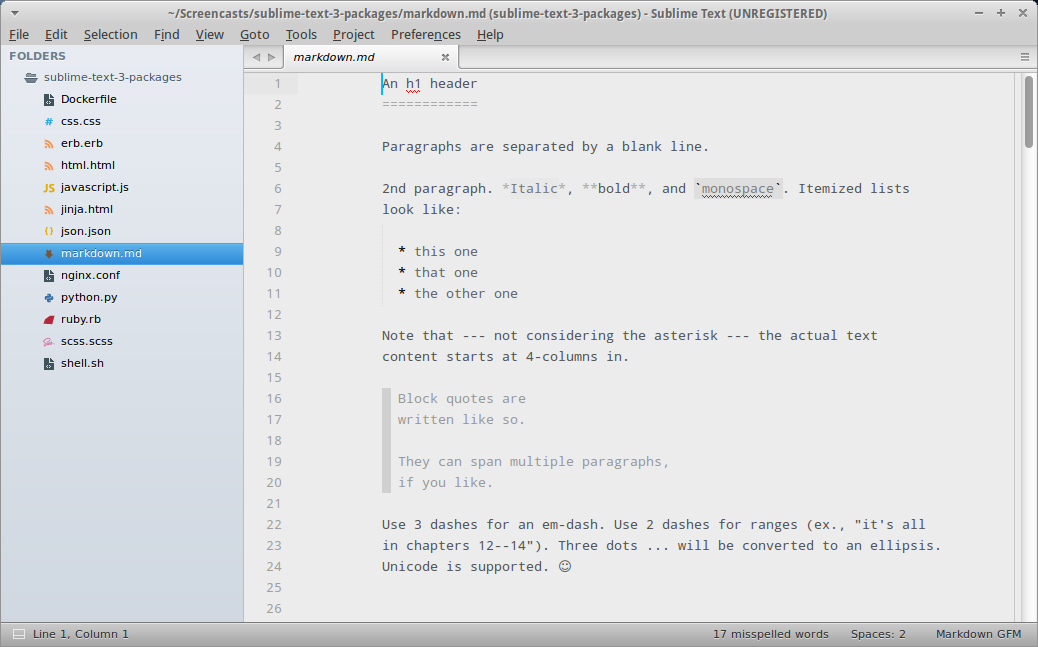 ~/Screencasts/sublime-text-3-packages/markdown.md (sublime-text-3-packages) - Sublime Text (UNREGISTERED)
File Edit Selection Find View Goto Tools Project Preferences Help
FOLDERS
sublime-text-3-packages
Dockerfile
# css.css
erb.erb
html.html
JS javascript.js
jinja.html
{} json.json
markdown.md
nginx.conf
python.py
ruby.rb
scss.scss
shell.sh
markdown.md
1 An h1 header
2 ============
3
4 Paragraphs are separated by a blank line.
5
6 2nd paragraph. *Italic*, **bold**, and `monospace`. Itemized lists
7 look like:
8
9 * this one
10 * that one
11 * the other one
12
13 Note that --- not considering the asterisk --- the actual text
14 content starts at 4-columns in.
15
16 Block quotes are
17 written like so.
18
19 They can span multiple paragraphs,
20 if you like.
21
22 Use 3 dashes for an em-dash. Use 2 dashes for ranges (ex., "it's all
23 in chapters 12--14"). Three dots ... will be converted to an ellipsis.
24 Unicode is supported. ☺
25
26
Line 1, Column 1
17 misspelled words
Spaces: 2
Markdown GFM